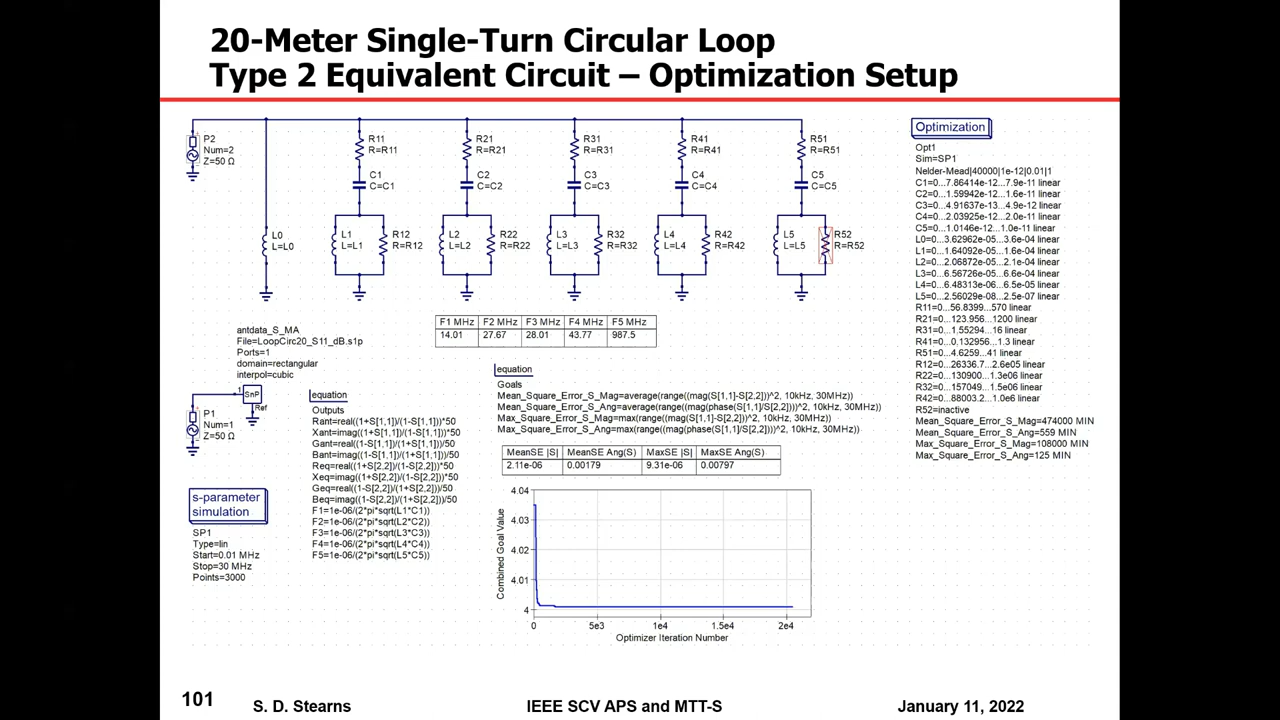 20-Meter Single-Turn Circular Loop
Type 2 Equivalent Circuit – Optimization Setup
P2
Num=2
Z=50 Ω
L0
L=L0
R11
R=R11
C1
C=C1
L1
L=L1
R12
R=R12
R21
R=R21
C2
C=C2
L2
L=L2
R22
R=R22
R31
R=R31
C3
C=C3
L3
L=L3
R32
R=R32
R41
R=R41
C4
C=C4
L4
L=L4
R42
R=R42
R51
R=R51
C5
C=C5
L5
L=L5
R52
R=R52
Optimization
Opt1
Sim=SP1
Nelder-Mead|40000|1e-12|0.01|1
C1=0...7.86414e-12...7.9e-11 linear
C2=0...1.59942e-12...1.6e-11 linear
C3=0...4.91637e-13...4.9e-12 linear
C4=0...2.03925e-12...2.0e-11 linear
C5=0...1.0146e-12...1.0e-11 linear
L0=0...3.62962e-05...3.6e-04 linear
L1=0...1.64092e-05...1.6e-04 linear
L2=0...2.06872e-05...2.1e-04 linear
L3=0...6.56726e-05...6.6e-04 linear
L4=0...6.48313e-06...6.5e-05 linear
L5=0...2.56029e-08...2.5e-07 linear
R11=0...56.8399...570 linear
R21=0...123.956...1200 linear
R31=0...1.55294...16 linear
R41=0...0.132956...1.3 linear
R51=0...4.6259...41 linear
R12=0...26336.7...2.6e05 linear
R22=0...130900...1.3e06 linear
R32=0...157049...1.5e06 linear
R42=0...88003.2...1.0e6 linear
R52=inactive
Mean_Square_Error_S_Mag=474000 MIN
Mean_Square_Error_S_Ang=559 MIN
Max_Square_Error_S_Mag=108000 MIN
Max_Square_Error_S_Ang=125 MIN
F1 MHz F2 MHz F3 MHz F4 MHz F5 MHz
14.01 27.67 28.01 43.77 987.5
antdata_S_MA
File=LoopCirc20_S11_dB.s1p
Ports=1
domain=rectangular
interpol=cubic
1
SnP
Ref
P1
Num=1
Z=50 Ω
equation
Outputs
Rant=real((1+S[1,1])/(1-S[1,1]))*50
Xant=imag((1+S[1,1])/(1-S[1,1]))*50
Gant=real((1-S[1,1])/(1+S[1,1]))/50
Bant=imag((1-S[1,1])/(1+S[1,1]))/50
Req=real((1+S[2,2])/(1-S[2,2]))*50
Xeq=imag((1+S[2,2])/(1-S[2,2]))*50
Geq=real((1-S[2,2])/(1+S[2,2]))/50
Beq=imag((1-S[2,2])/(1+S[2,2]))/50
F1=1e-06/(2*pi*sqrt(L1*C1))
F2=1e-06/(2*pi*sqrt(L2*C2))
F3=1e-06/(2*pi*sqrt(L3*C3))
F4=1e-06/(2*pi*sqrt(L4*C4))
F5=1e-06/(2*pi*sqrt(L5*C5))
equation
Goals
Mean_Square_Error_S_Mag=average(range((mag(S[1,1]-S[2,2]))^2, 10kHz, 30MHz))
Mean_Square_Error_S_Ang=average(range((mag(phase(S[1,1]/S[2,2])))^2, 10kHz, 30MHz))
Max_Square_Error_S_Mag=max(range((mag(S[1,1]-S[2,2]))^2, 10kHz, 30MHz))
Max_Square_Error_S_Ang=max(range((mag(phase(S[1,1]/S[2,2])))^2, 10kHz, 30MHz))
MeanSE |S| MeanSE Ang(S) MaxSE |S| MaxSE Ang(S)
2.11e-06 0.00179 9.31e-06 0.00797
s-parameter
simulation
SP1
Type=lin
Start=0.01 MHz
Stop=30 MHz
Points=3000
Combined Goal Value
4.04
4.03
4.02
4.01
4
0 5e3 1e4 1.5e4 2e4
Optimizer Iteration Number
101 S. D. Stearns IEEE SCV APS and MTT-S January 11, 2022